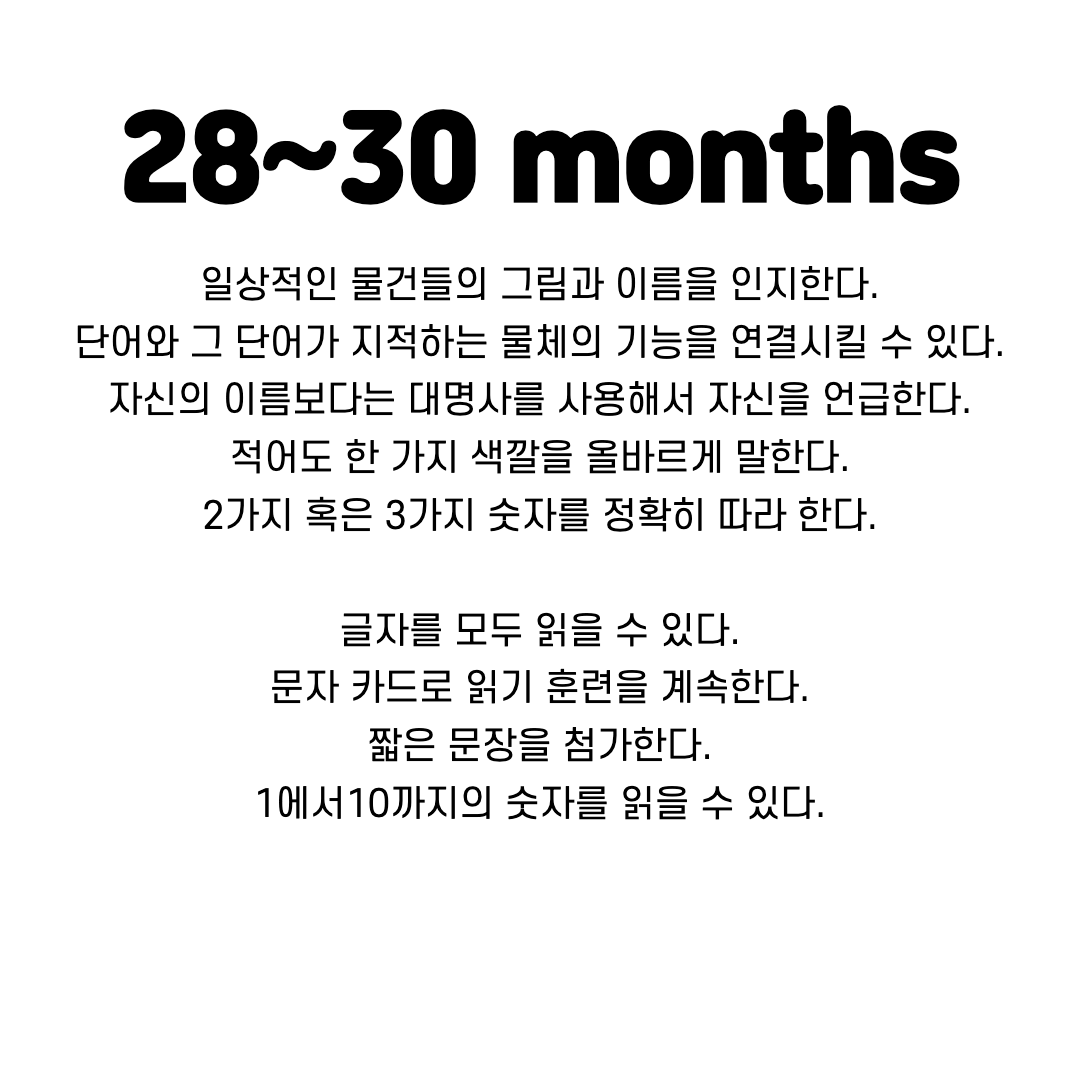 28~30 months
일상적인 물건들의 그림과 이름을 인지한다.
단어와 그 단어가 지적하는 물체의 기능을 연결시킬 수 있다.
자신의 이름보다는 대명사를 사용해서 자신을 언급한다.
적어도 한 가지 색깔을 올바르게 말한다.
2가지 혹은 3가지 숫자를 정확히 따라 한다.
글자를 모두 읽을 수 있다.
문자 카드로 읽기 훈련을 계속한다.
짧은 문장을 첨가한다.
1에서10까지의 숫자를 읽을 수 있다.